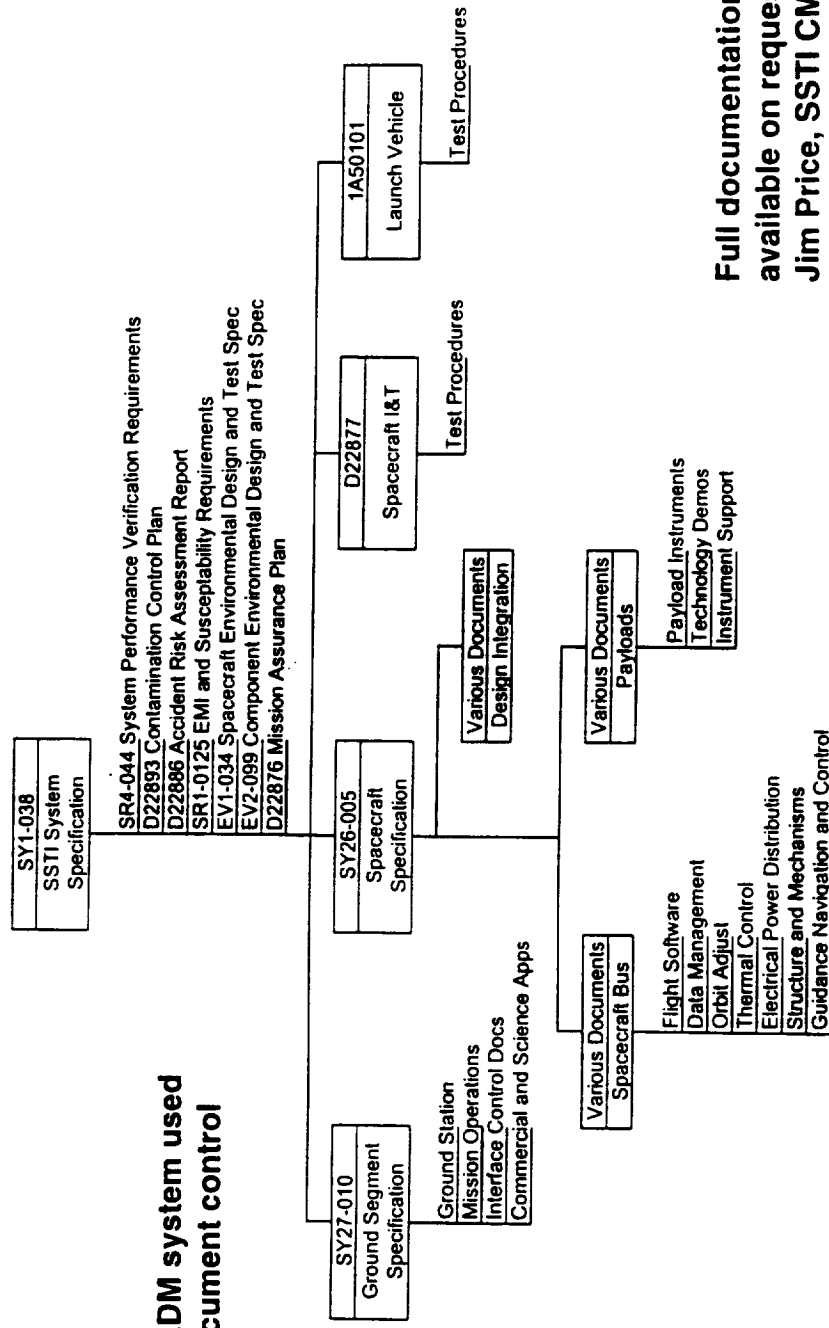 SY1-038
SSTI System
Specification
SR4-044 System Performance Verification Requirements
D22893 Contamination Control Plan
D22886 Accident Risk Assessment Report
SR1-0125 EMI and Susceptability Requirements
EV1-034 Spacecraft Environmental Design and Test Spec
EV2-099 Component Environmental Design and Test Spec
D22876 Mission Assurance Plan
DM system used
cument control
SY27-010
Ground Segment
Specification
Ground Station
Mission Operations
Interface Control Docs
Commercial and Science Apps
SY26-005
Spacecraft
Specification
D22877
Spacecraft I&T
Test Procedures
1A50101
Launch Vehicle
Test Procedures
Various Documents
Design Integration
Various Documents
Spacecraft Bus
Flight Software
Data Management
Orbit Adjust
Thermal Control
Electrical Power Distribution
Structure and Mechanisms
Guidance Navigation and Control
Various Documents
Payloads
Payload Instruments
Technology Demos
Instrument Support
Full documentation
available on reque
Jim Price, SSTI CM